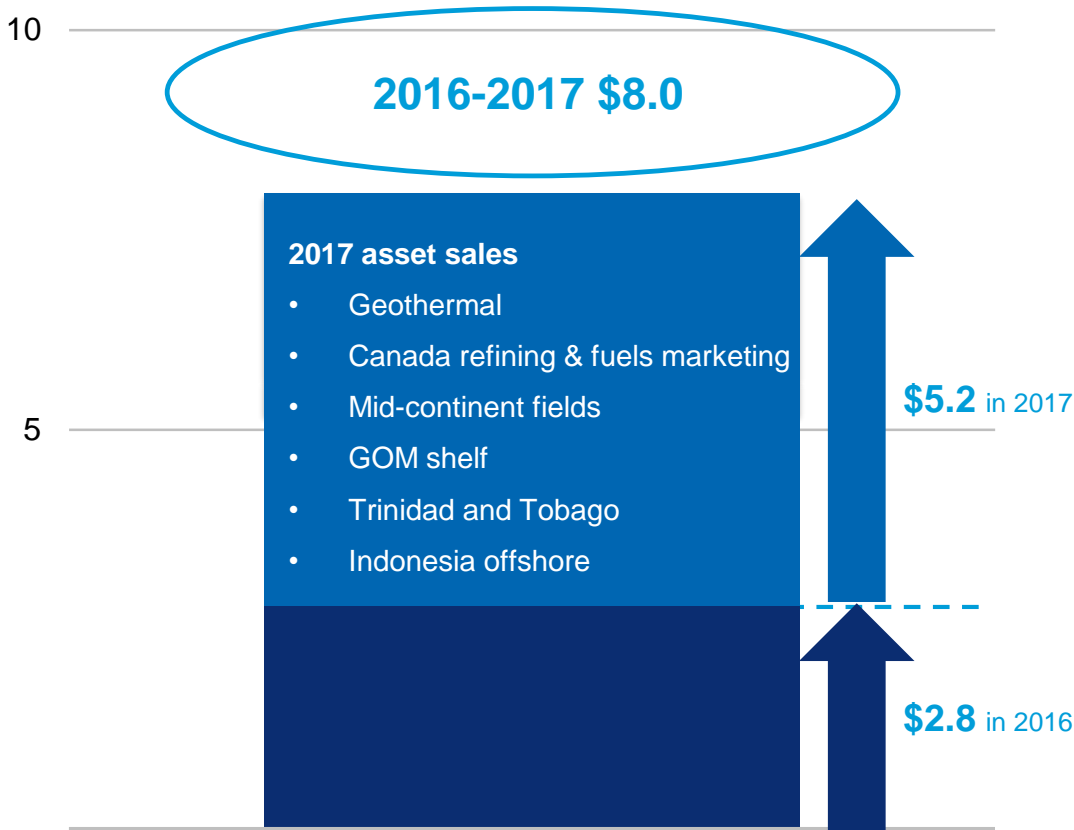 10
2016-2017 $8.0
2017 asset sales
• Geothermal
• Canada refining & fuels marketing
• Mid-continent fields
• GOM shelf
• Trinidad and Tobago
• Indonesia offshore
$5.2 in 2017
5
$2.8 in 2016